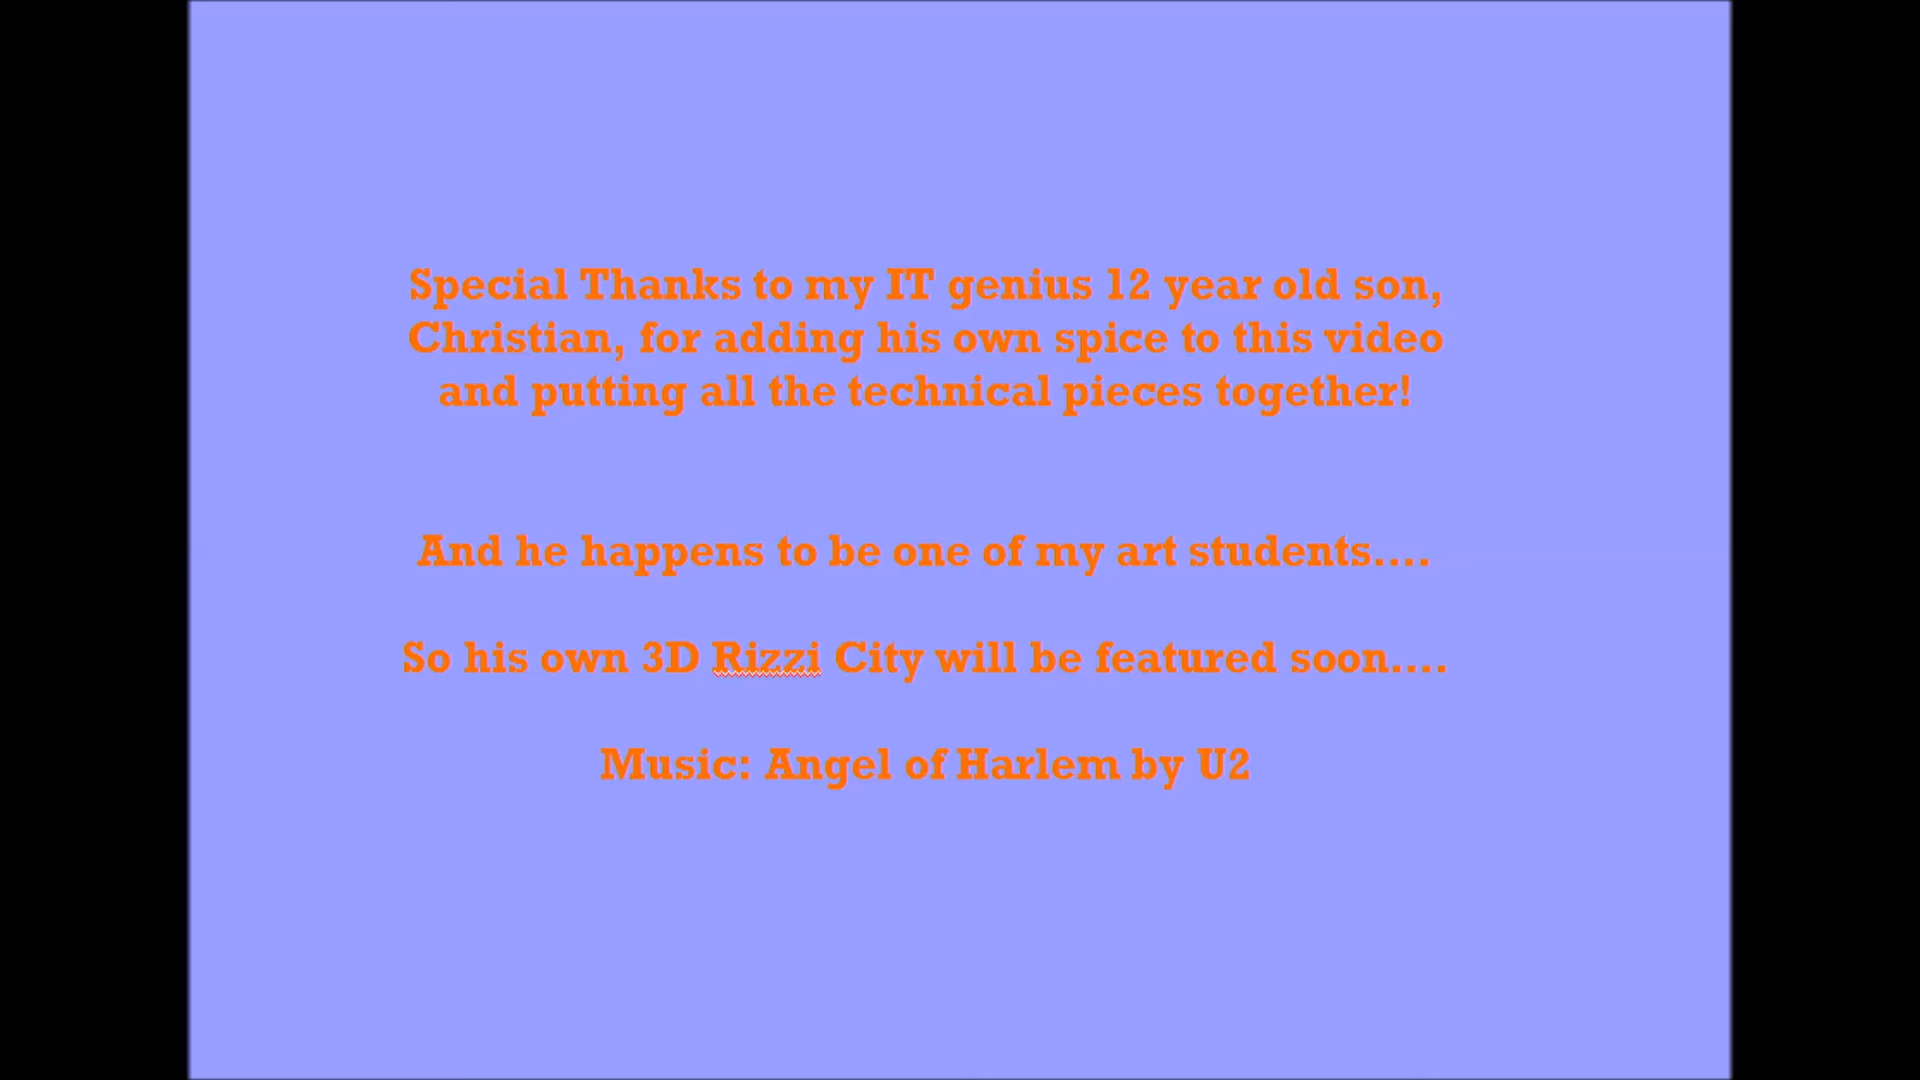 Special Thanks to my IT genius 12 year old son,
Christian, for adding his own spice to this video
and putting all the technical pieces together!
And he happens to be one of my art students....
So his own 3D Rizzi City will be featured soon....
Music: Angel of Harlem by U2